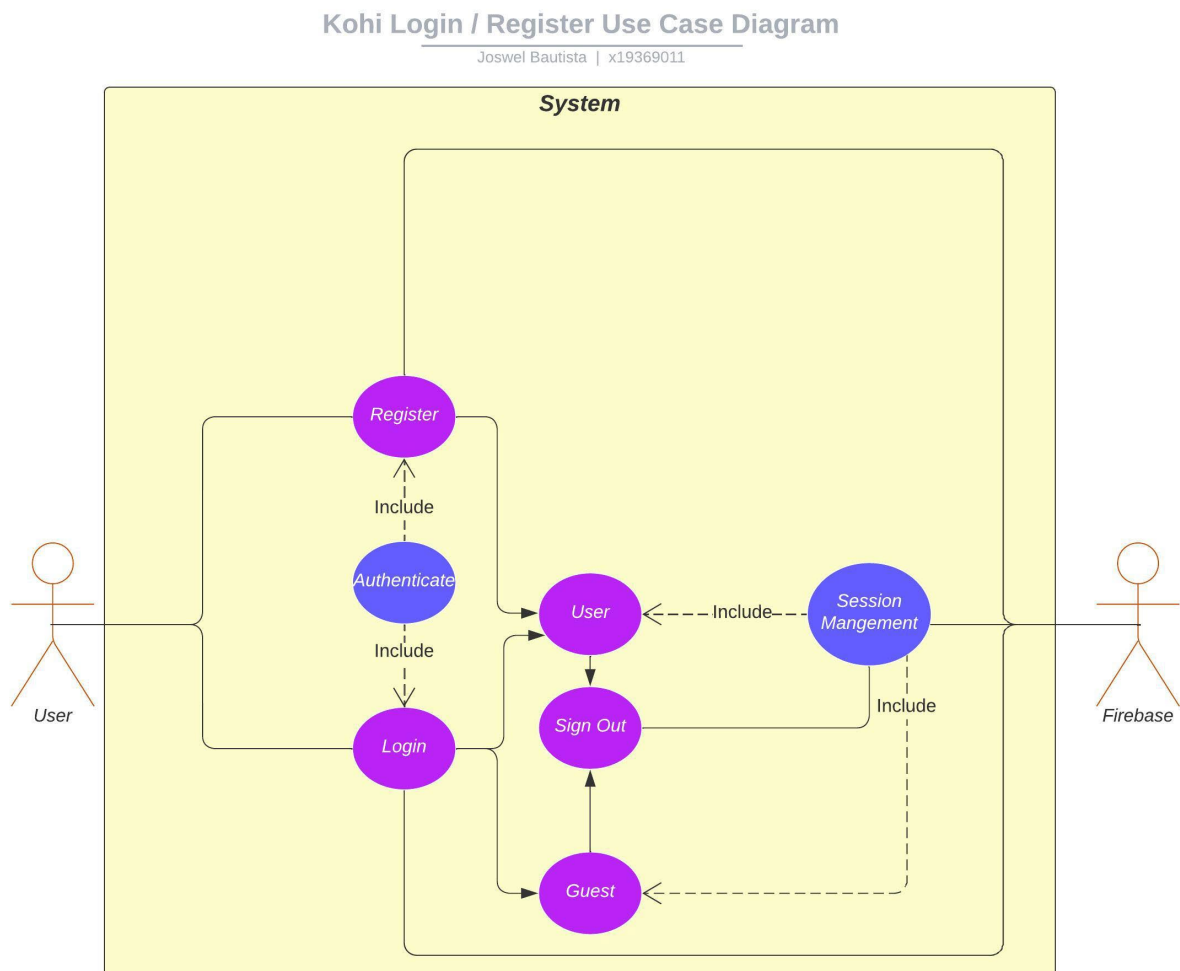 Kohi Login / Register Use Case Diagram
Joswel Bautista | x19369011
System
Register
Include
Authenticate
Include
Login
User
Include
Session
Mangement
Sign Out
Include
Guest
User
Firebase